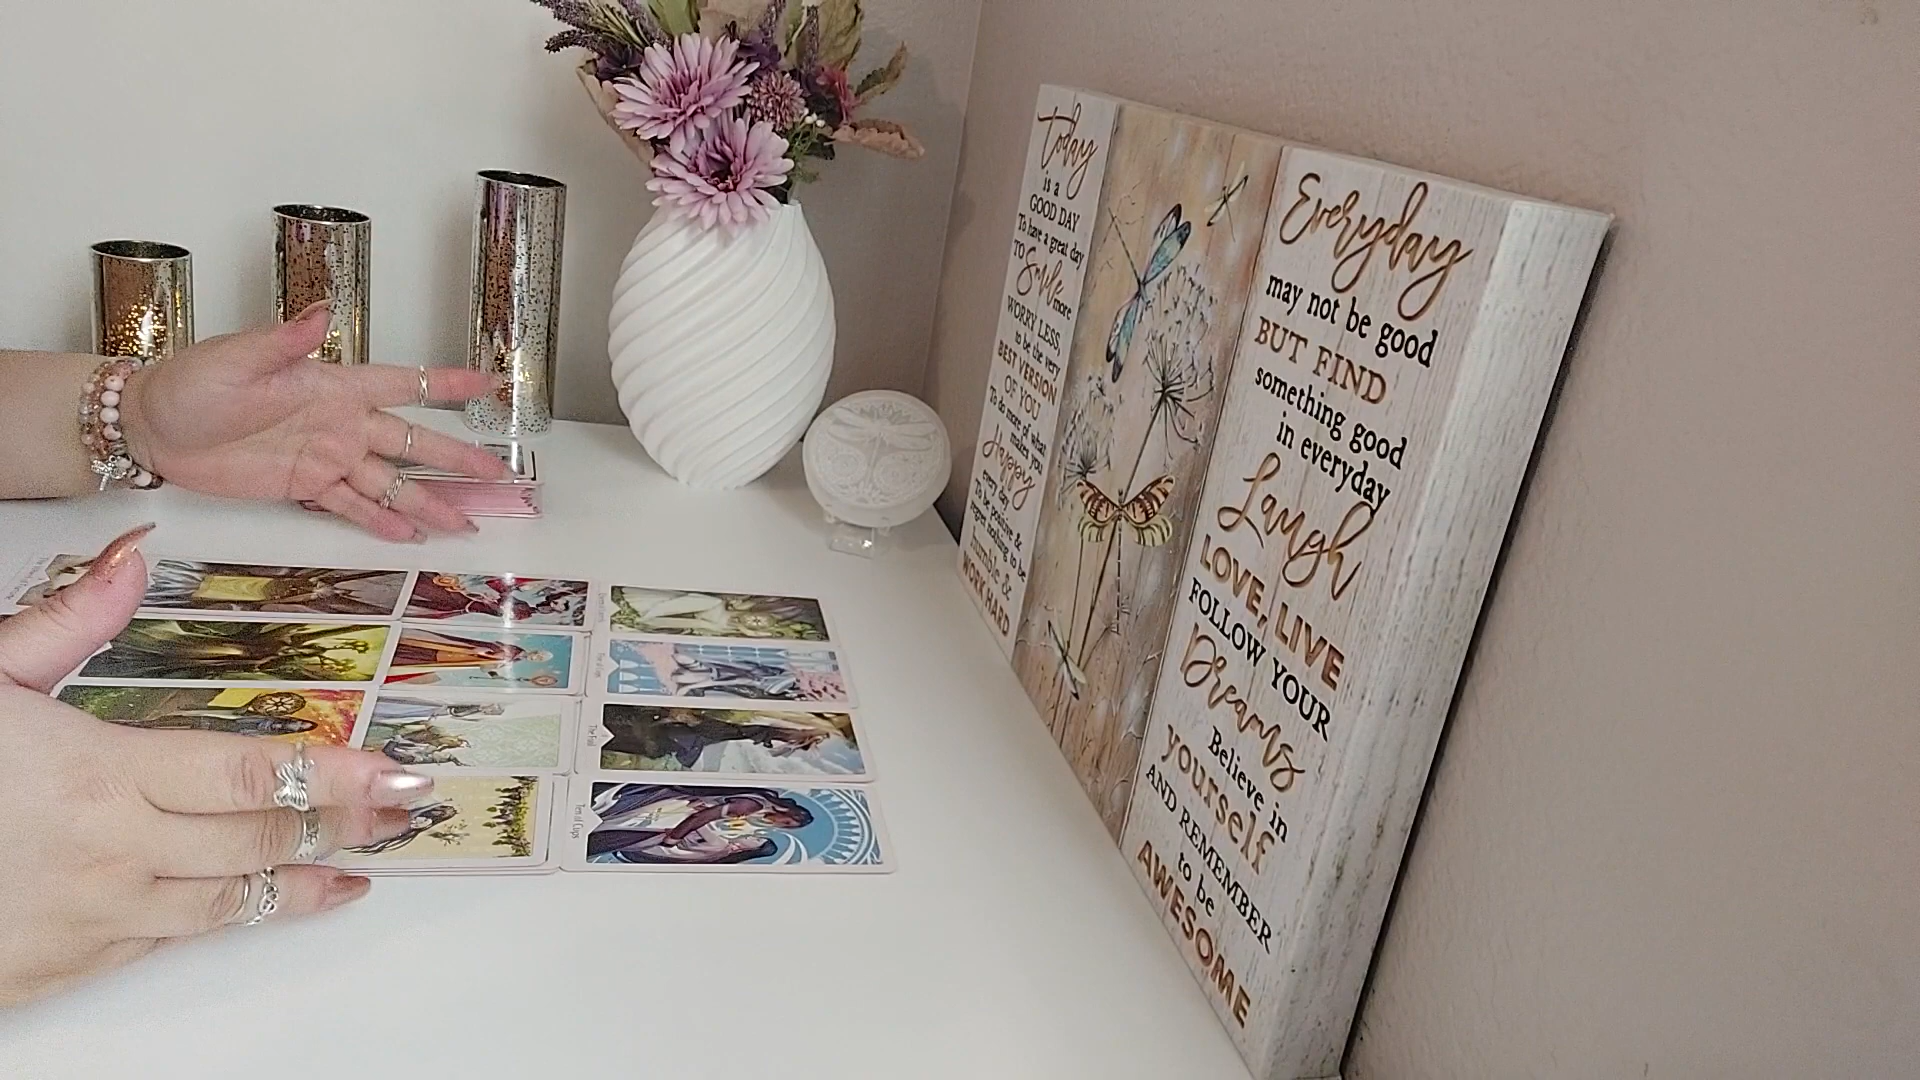 Today
is a
GOOD DAY
To have a great day
TO Smile more
WORRY LESS,
to be the very
BEST VERSION
OF YOU
To do more of what
makes you
Happy
every day
To be positive &
regret nothing to be
humble &
WORK HARD
Everyday
may not be good
BUT FIND
something good
in everyday
Laugh
LOVE, LIVE
FOLLOW YOUR
Dreams
Believe in
yourself
AND REMEMBER
to be
AWESOME
The Fool
Ten of Cups